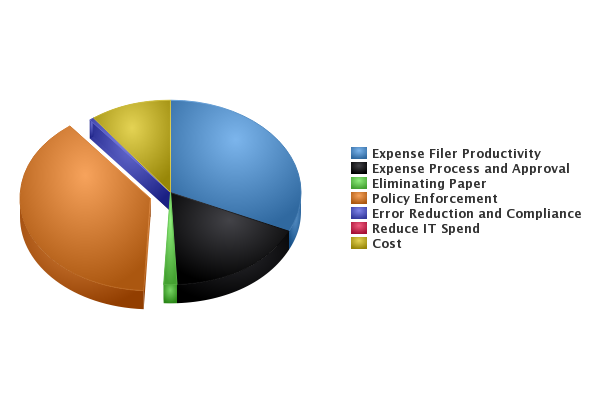 Expense Filer Productivity
Expense Process and Approval
Eliminating Paper
Policy Enforcement
Error Reduction and Compliance
Reduce IT Spend
Cost